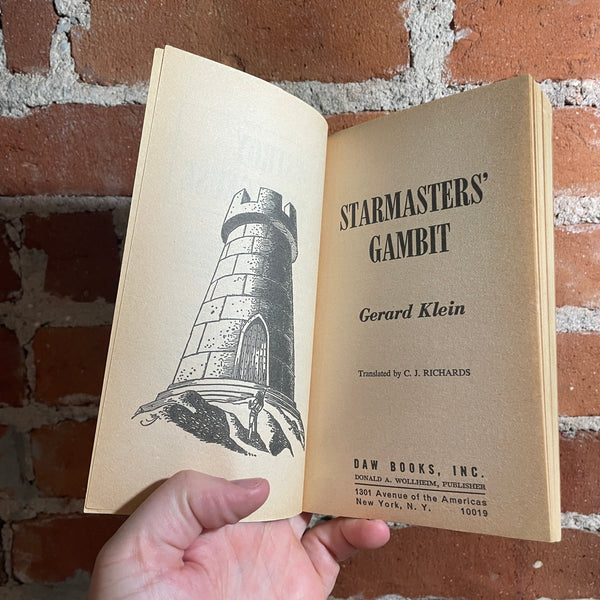 STARMASTERS'
GAMBIT
Gerard Klein
Translated by C. J. RICHARDS
DAW BOOKS, INC.
DONALD A. WOLLHEIM, PUBLISHER
1301 Avenue of the Americas
New York, N. Y. 10019